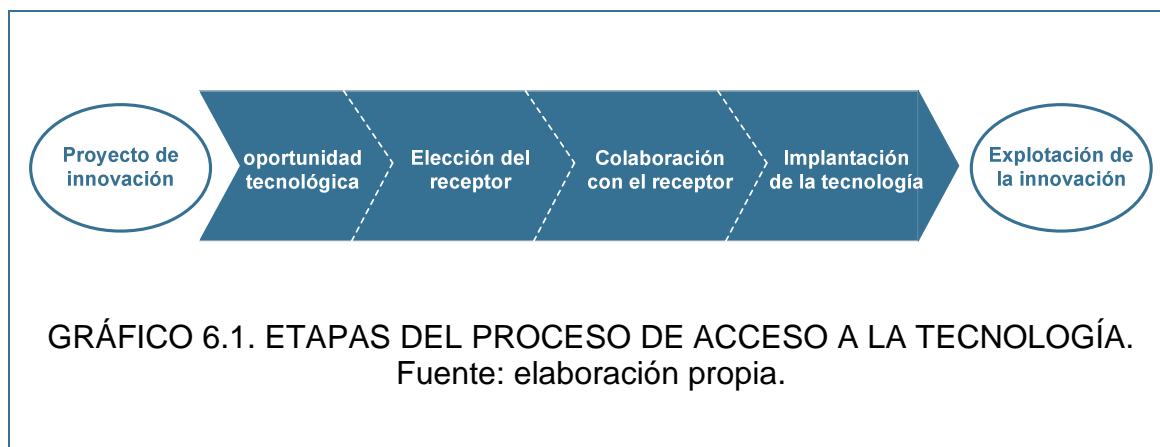 Proyecto de
innovación
oportunidad
tecnológica
Elección del
receptor
Colaboración
con el receptor
Implantación
de la tecnología
Explotación de
la innovación
GRÁFICO 6.1. ETAPAS DEL PROCESO DE ACCESO A LA TECNOLOGÍA.
Fuente: elaboración propia.